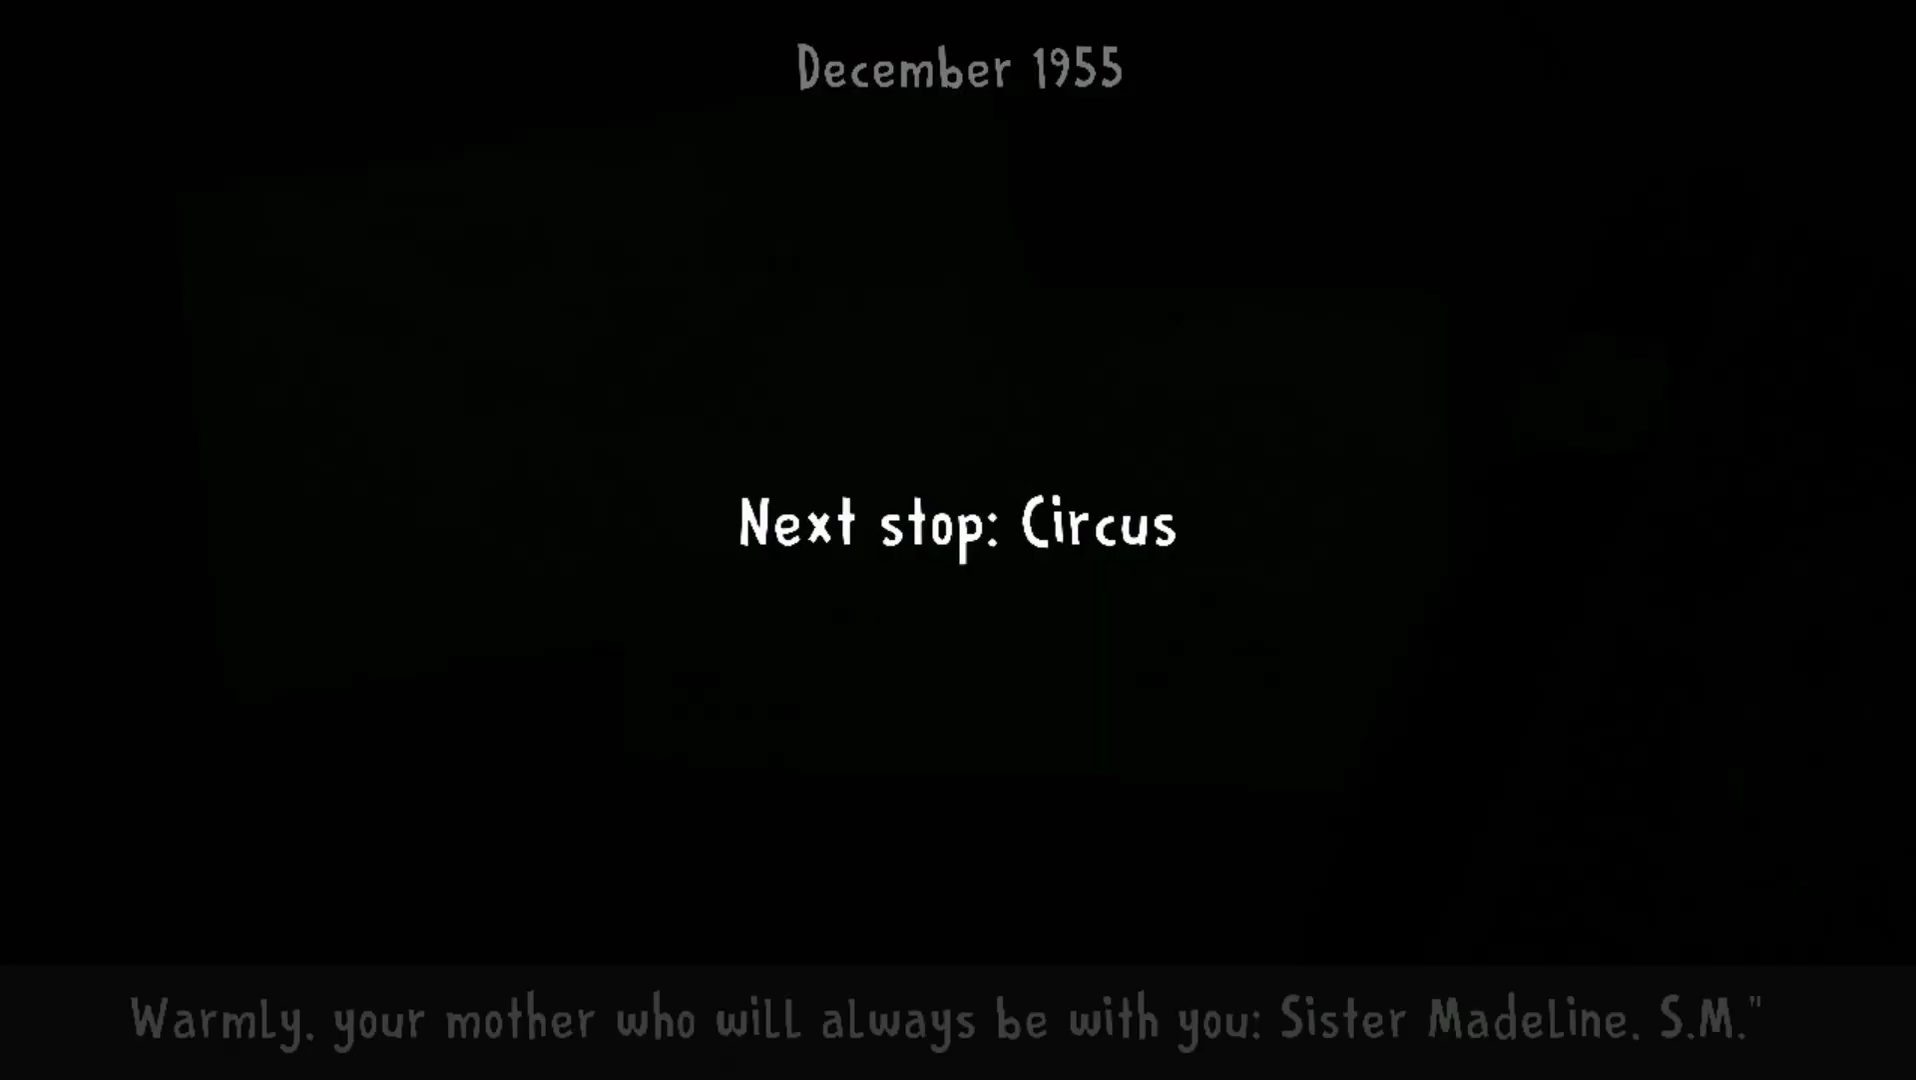 December 1955
Next stop: Circus
Warmly, your mother who will always be with you: Sister Madeline. S.M."